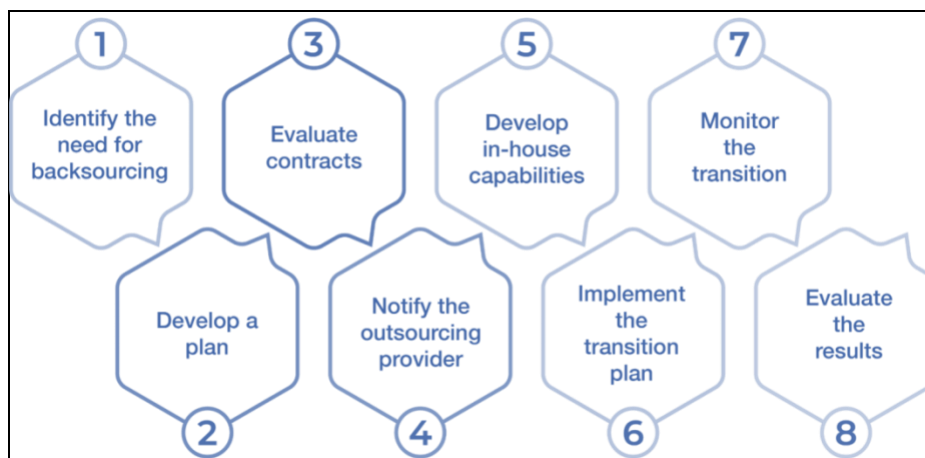 1
Identify the
need for
backsourcing
2
Develop a
plan
3
Evaluate
contracts
4
Notify the
outsourcing
provider
5
Develop
in-house
capabilities
6
Implement
the
transition
plan
7
Monitor
the
transition
8
Evaluate
the
results